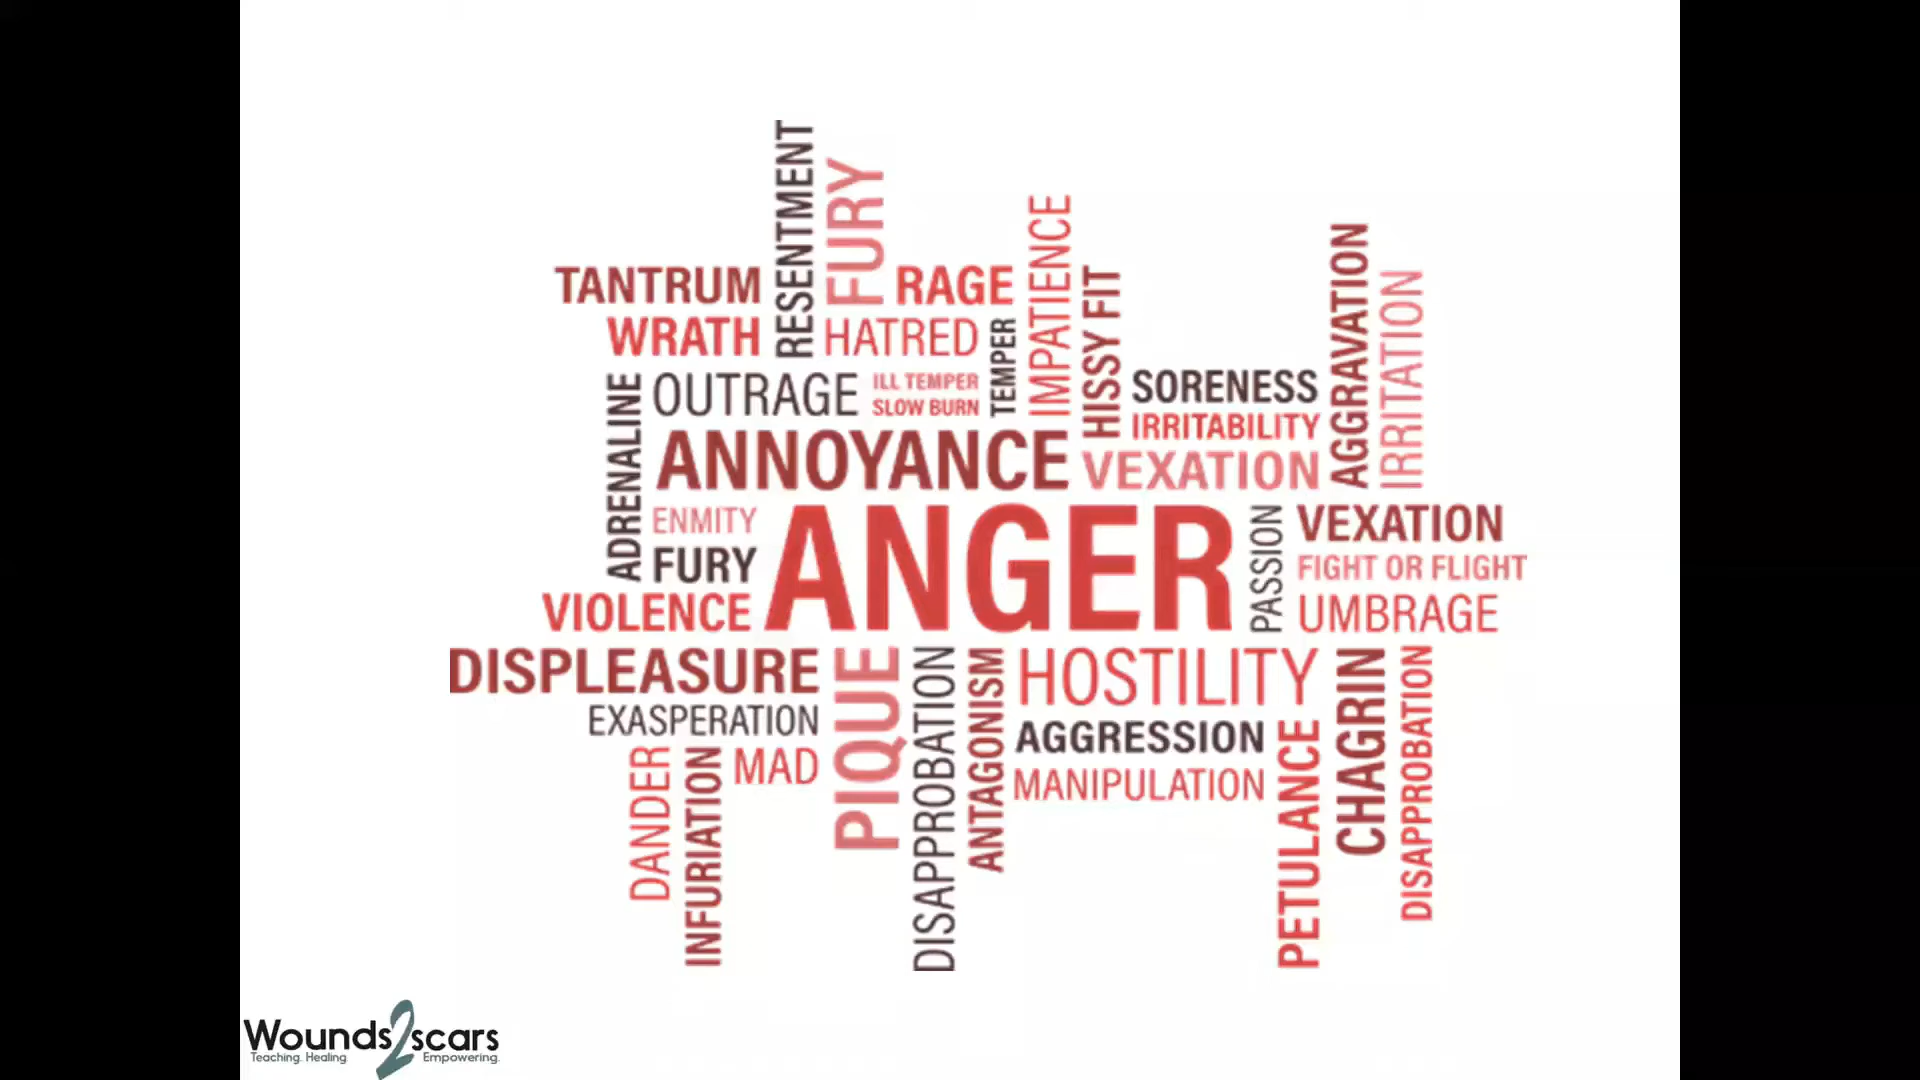 RESENTMENT
FURY
IMPATIENCE
AGGRAVATION
TANTRUM
RAGE
HISSY FIT
IRRITATION
WRATH
HATRED
TEMPER
OUTRAGE
ILL TEMPER
SLOW BURN
SORENESS
ADRENALINE
IRRITABILITY
ANNOYANCE
VEXATION
ENMITY
ANGER
PASSION
VEXATION
FURY
FIGHT OR FLIGHT
VIOLENCE
UMBRAGE
DISPLEASURE
PIQUE
DISAPPROBATION
ANTAGONISM
HOSTILITY
CHAGRIN
DISAPPROBATION
EXASPERATION
AGGRESSION
PETULANCE
DANDER
INFURIATION
MAD
MANIPULATION
Wounds2scars
Teaching. Healing. Empowering.